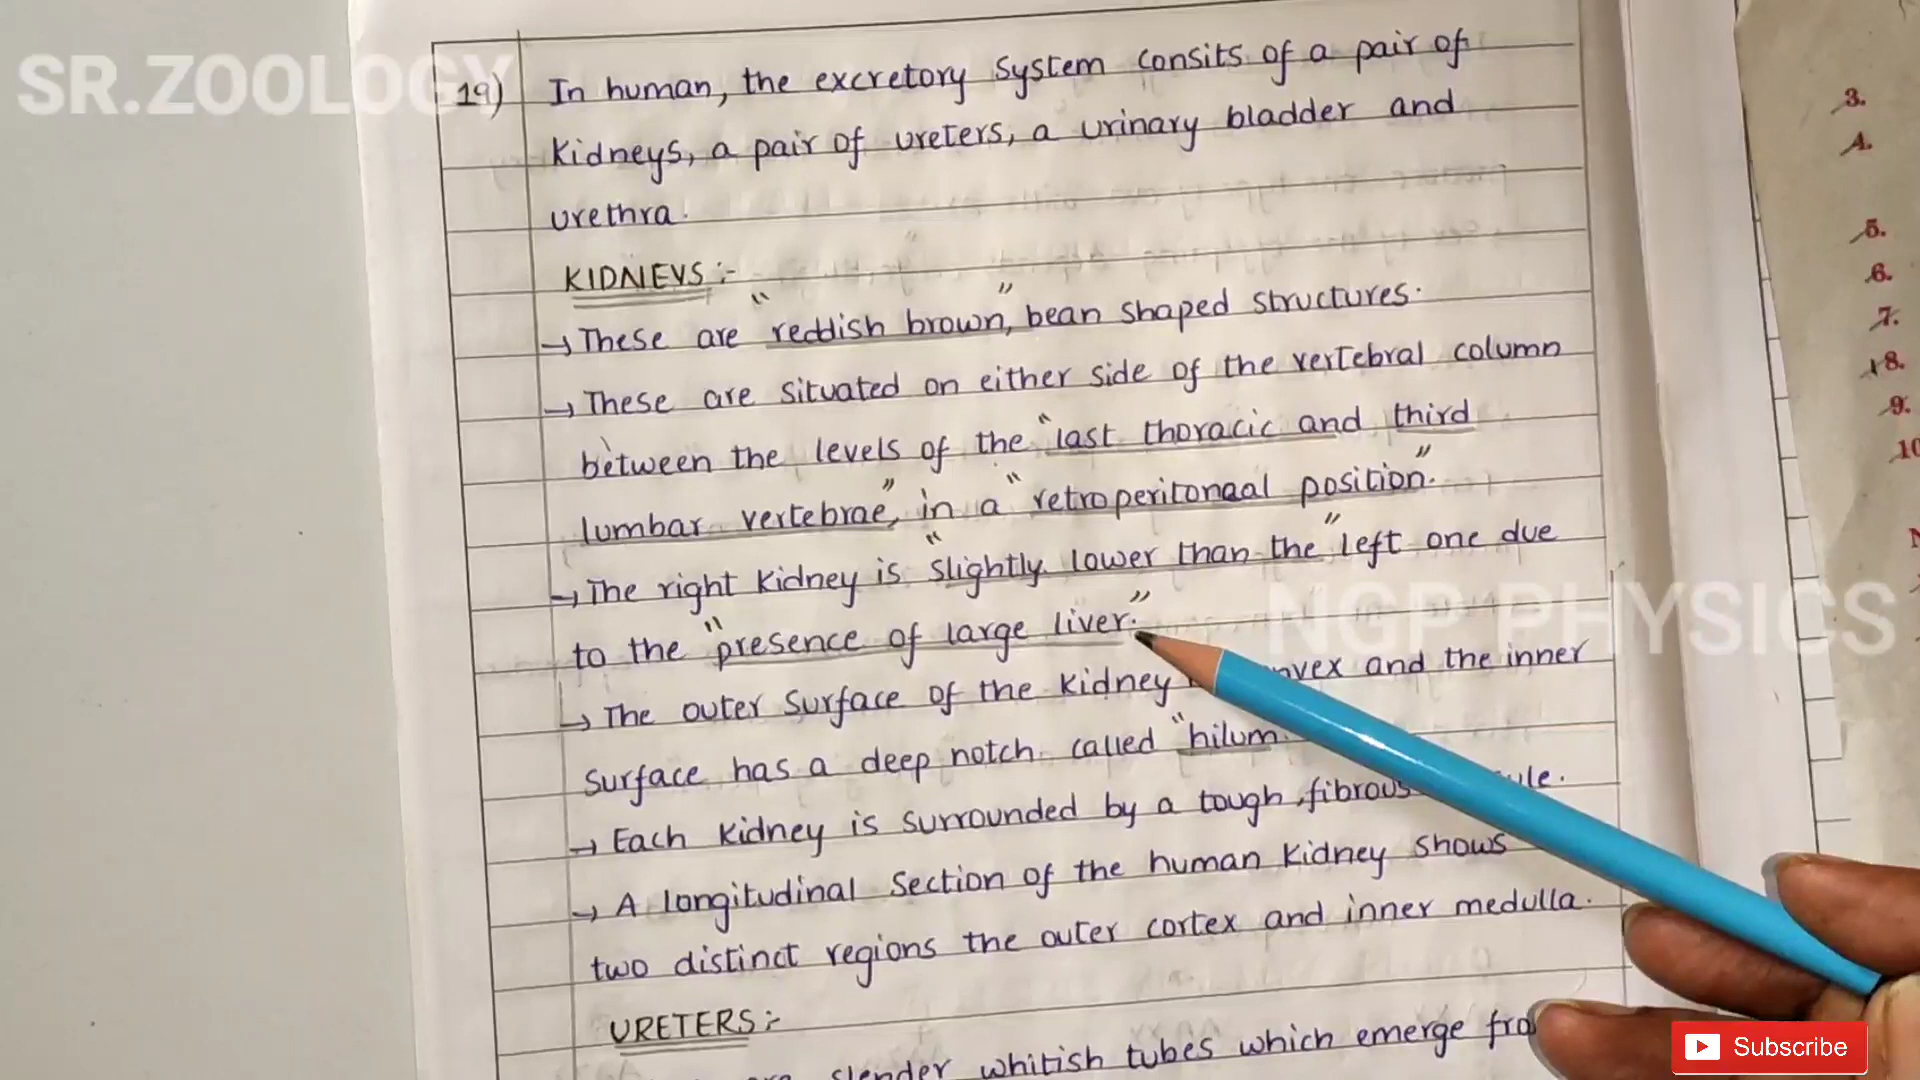 SR.ZOOLOGY
19) In human, the excretory system consits of a pair of
kidneys, a pair of ureters, a urinary bladder and
urethra.
KIDNEYS :-
→ These are "reddish brown", bean shaped structures.
→ These are situated on either side of the vertebral column
between the levels of the "last thoracic and third
lumbar vertebrae", in a "retroperitonaal position".
→ The right kidney is "slightly lower than the" left one due
to the "presence of large liver."
→ The outer surface of the kidney and the inner
surface has a deep notch called "hilum.
→ Each kidney is surrounded by a tough, fibrous
→ A longitudinal section of the human kidney shows
two distinct regions the outer cortex and inner medulla.
URETERS :-
slender whitish tubes which emerge
3.
A.
5.
6.
7.
8.
9.
10
NGP PHYSICS
Subscribe